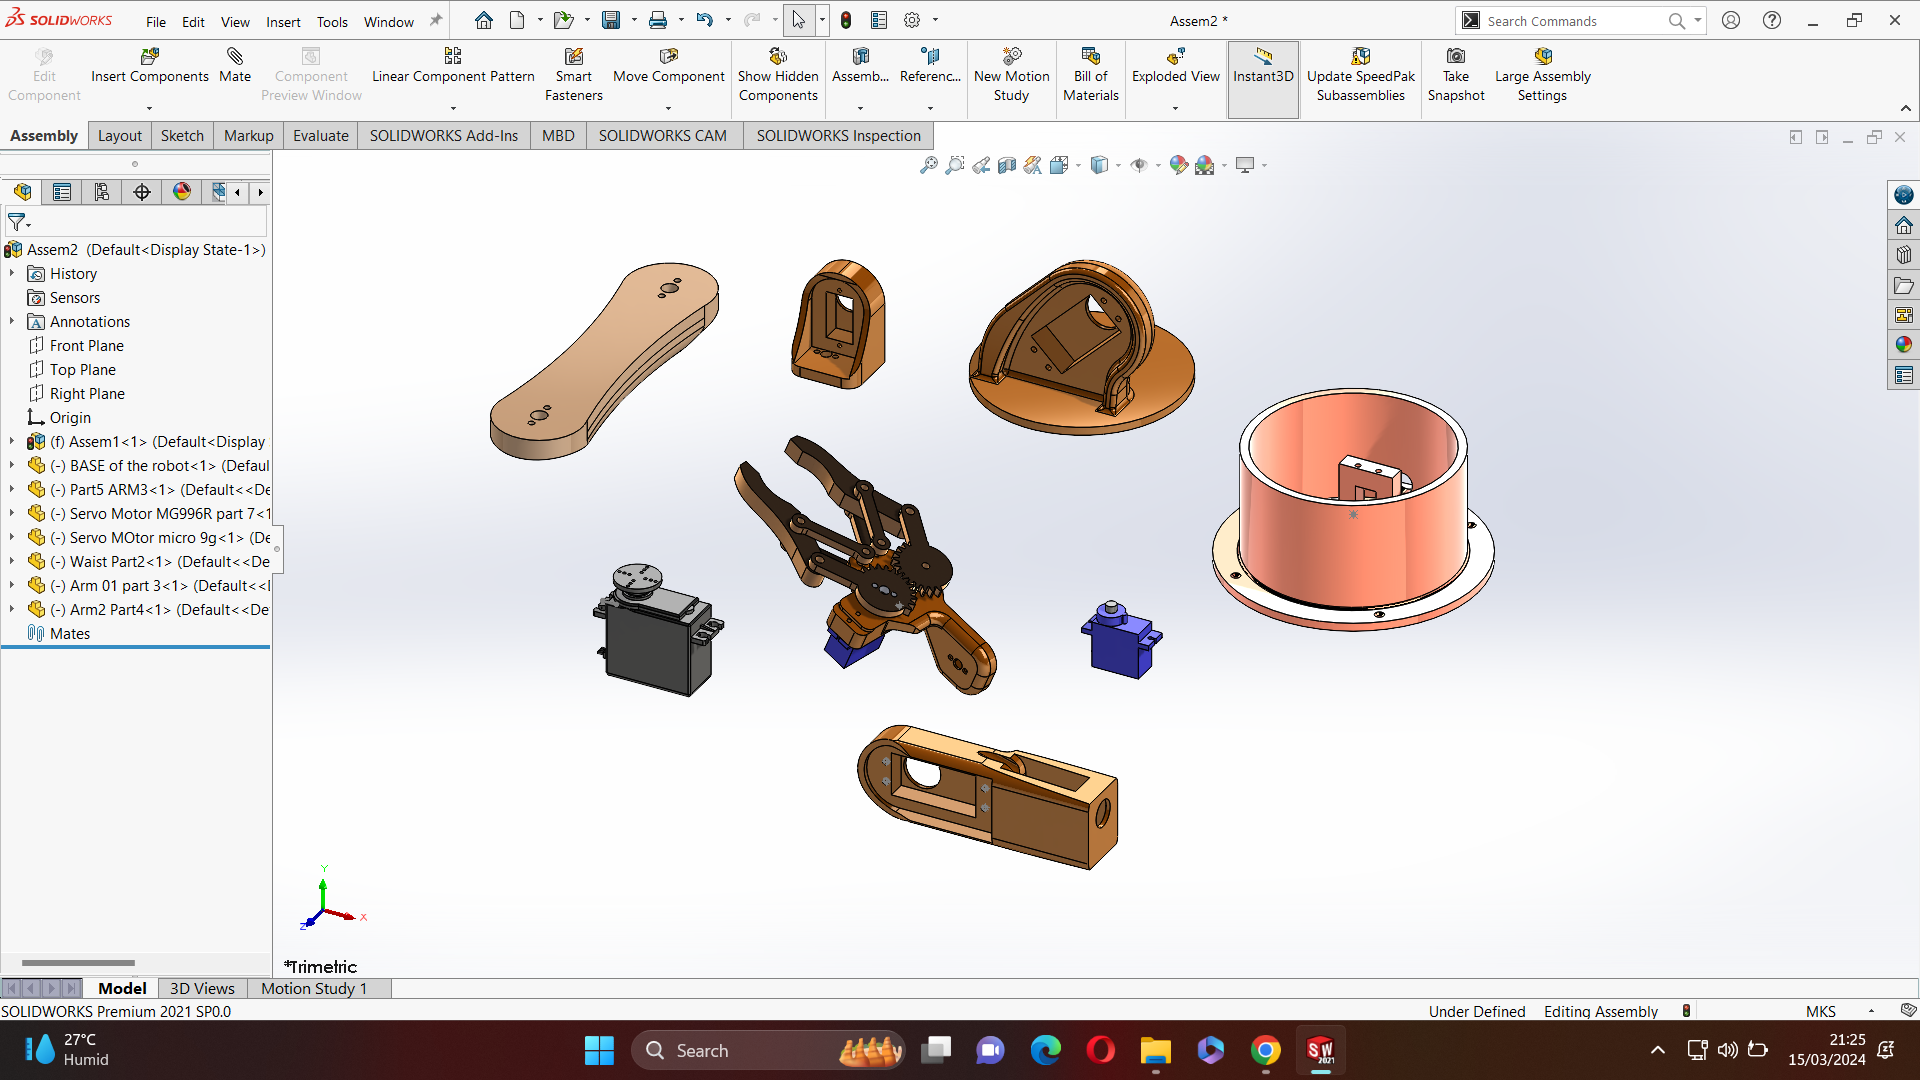 SOLIDWORKS File Edit View Insert Tools Window Assem2 * Search Commands
Edit Component
Insert Components
Mate
Component Preview Window
Linear Component Pattern
Smart Fasteners
Move Component
Show Hidden Components
Assemb...
Referenc...
New Motion Study
Bill of Materials
Exploded View
Instant3D
Update SpeedPak Subassemblies
Take Snapshot
Large Assembly Settings
Assembly Layout Sketch Markup Evaluate SOLIDWORKS Add-Ins MBD SOLIDWORKS CAM SOLIDWORKS Inspection
Assem2 (Default<Display State-1>)
History
Sensors
Annotations
Front Plane
Top Plane
Right Plane
Origin
(f) Assem1<1> (Default<Display
(-) BASE of the robot<1> (Defaul
(-) Part5 ARM3<1> (Default<<De
(-) Servo Motor MG996R part 7<1
(-) Servo MOtor micro 9g<1> (De
(-) Waist Part2<1> (Default<<De
(-) Arm 01 part 3<1> (Default<<I
(-) Arm2 Part4<1> (Default<<De
Mates
Y
X
Z
*Trimetric
Model 3D Views Motion Study 1
SOLIDWORKS Premium 2021 SP0.0 Under Defined Editing Assembly MKS
27°C
Humid
Search
SW
2021
21:25
15/03/2024